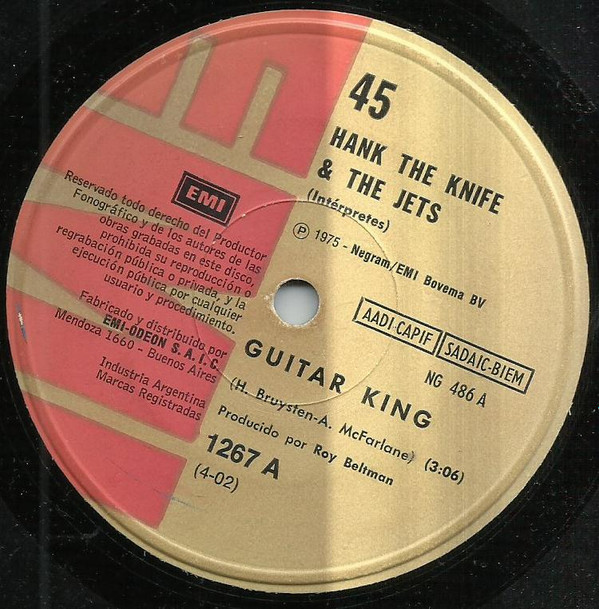 45
HANK THE KNIFE
& THE JETS
(Intérpretes)
℗ 1975 - Negram/EMI Bovema BV
EMI
Reservado todo derecho del Productor
Fonográfico y de los autores de las
obras grabadas en este disco,
prohibida su reproducción o
regrabación pública o privada, y la
ejecución pública por cualquier
usuario y procedimiento.
Fabricado y distribuido por
EMI-ODEON S.A.I.C.
Mendoza 1660 - Buenos Aires
Industria Argentina
Marcas Registradas
AADI-CAPIF
SADAIC-BIEM
NG 486 A
GUITAR KING
(H. Bruysten-A. McFarlane) (3:06)
Producido por Roy Beltman
1267 A
(4-02)